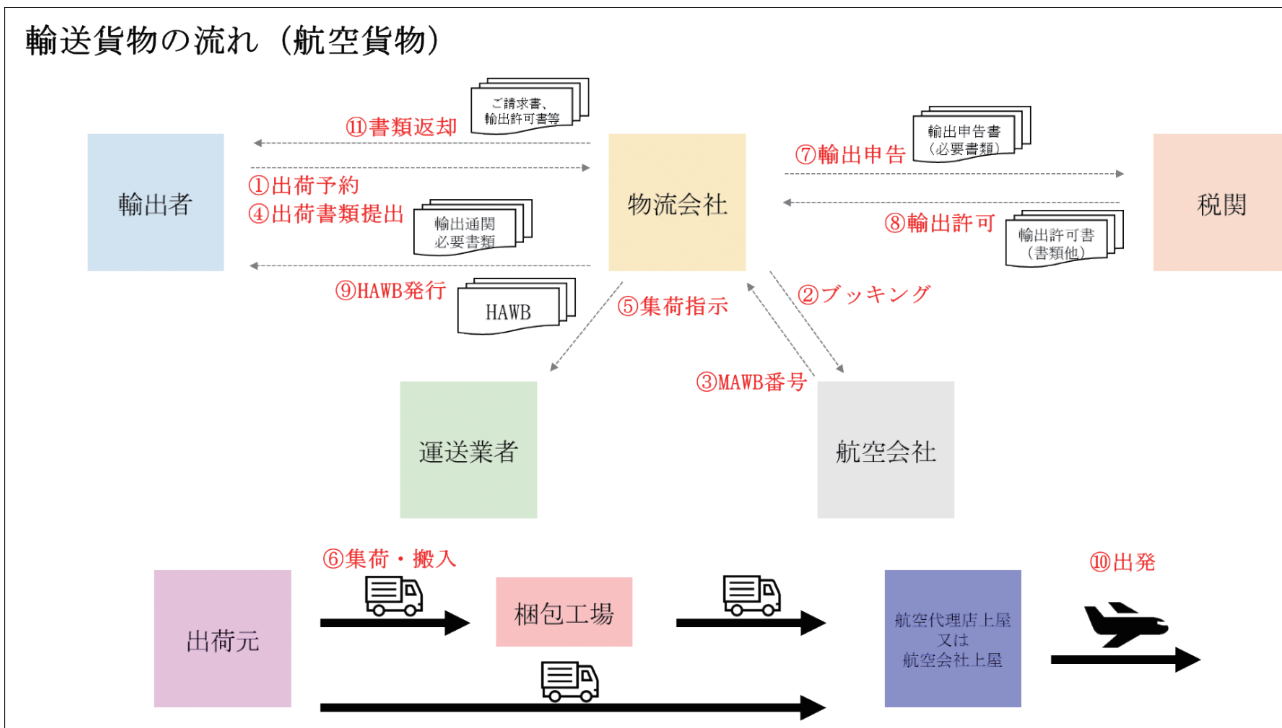 輸送貨物の流れ（航空貨物）
ご請求書、
輸出許可書等
⑪書類返却
輸出申告書
（必要書類）
⑦輸出申告
輸出者
①出荷予約
④出荷書類提出
輸出通関
必要書類
物流会社
⑧輸出許可
輸出許可書
（書類他）
税関
⑨HAWB発行
HAWB
⑤集荷指示
②ブッキング
③MAWB番号
運送業者
航空会社
⑥集荷・搬入
⑩出発
出荷元
梱包工場
航空代理店上屋
又は
航空会社上屋